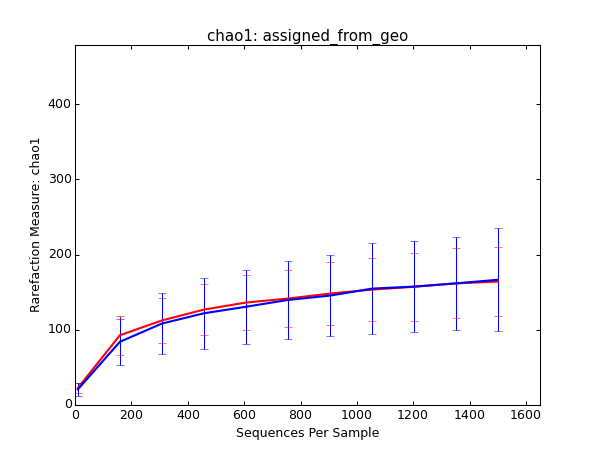 chao1: assigned_from_geo
Rarefaction Measure: chao1
400
300
200
100
0
0 200 400 600 800 1000 1200 1400 1600
Sequences Per Sample